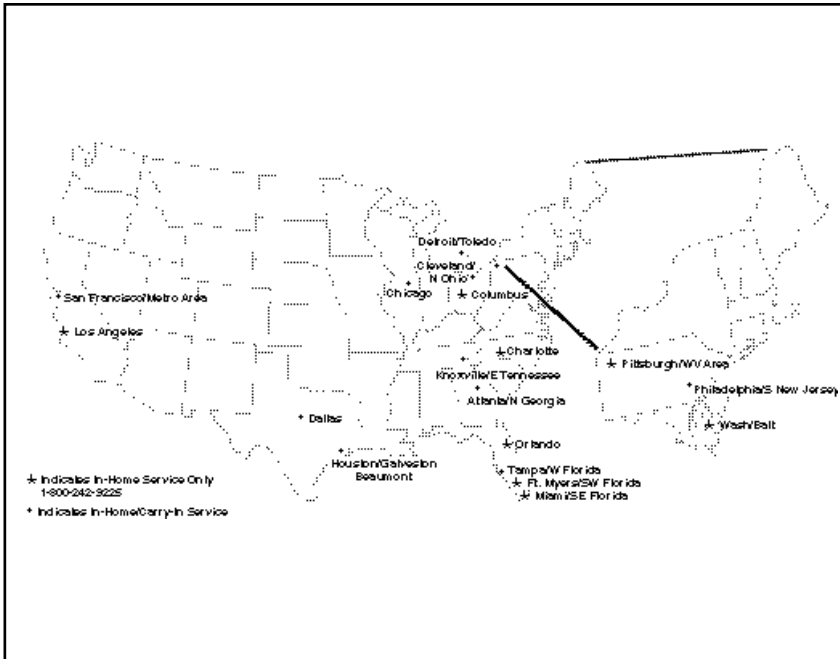 Detroit/Toledo
Cleveland/
N Ohio
Chicago
Columbus
San Francisco/Metro Area
Los Angeles
Charlotte
Pittsburgh/WV Area
Knoxville/E Tennessee
Philadelphia/S New Jersey
Atlanta/N Georgia
Dallas
Wash/Balt
Orlando
Houston/Galveston
Beaumont
Tampa/W Florida
Ft. Myers/SW Florida
Miami/SE Florida
Indicates In-Home Service Only
1-800-242-9225
Indicates In-Home/Carry-In Service